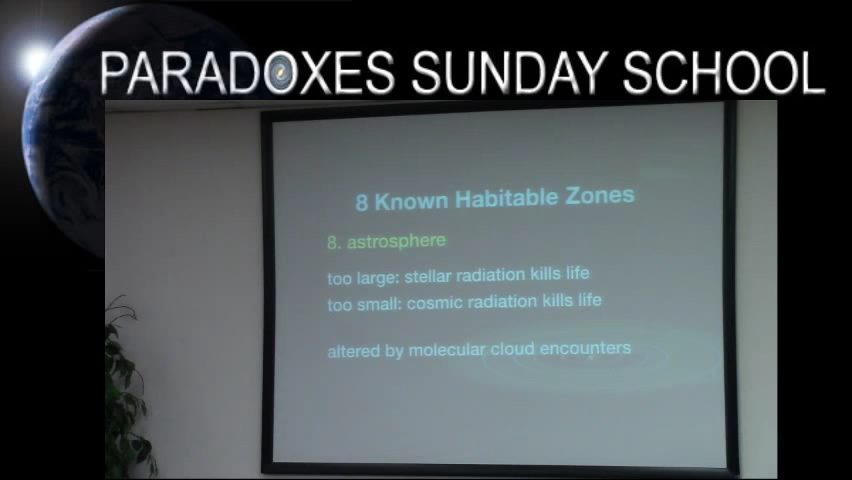 PARADOXES SUNDAY SCHOOL
8 Known Habitable Zones
8. astrosphere
too large: stellar radiation kills life
too small: cosmic radiation kills life
altered by molecular cloud encounters